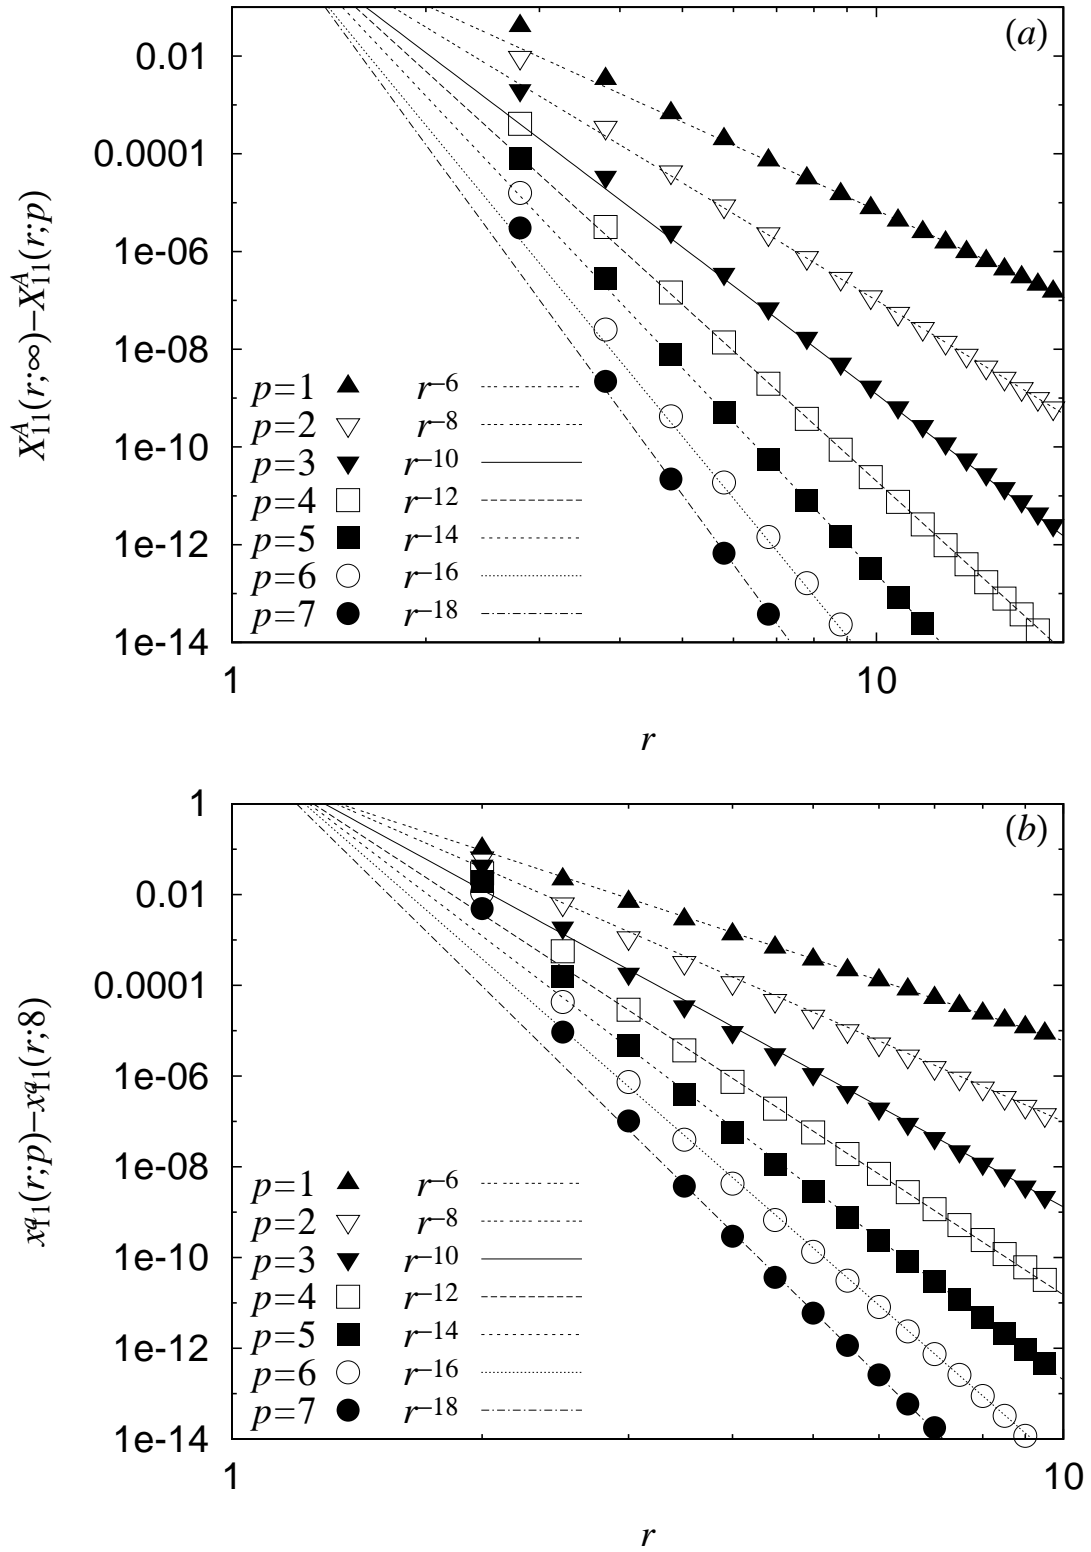 (a)
0.01
0.0001
1e-06
1e-08
1e-10
1e-12
1e-14
X^A_11(r;∞)−X^A_11(r;p)
p=1 r^−6
p=2 r^−8
p=3 r^−10
p=4 r^−12
p=5 r^−14
p=6 r^−16
p=7 r^−18
1 10
r
(b)
1
0.01
0.0001
1e-06
1e-08
1e-10
1e-12
1e-14
x^a_11(r;p)−x^a_11(r;8)
p=1 r^−6
p=2 r^−8
p=3 r^−10
p=4 r^−12
p=5 r^−14
p=6 r^−16
p=7 r^−18
1 10
r